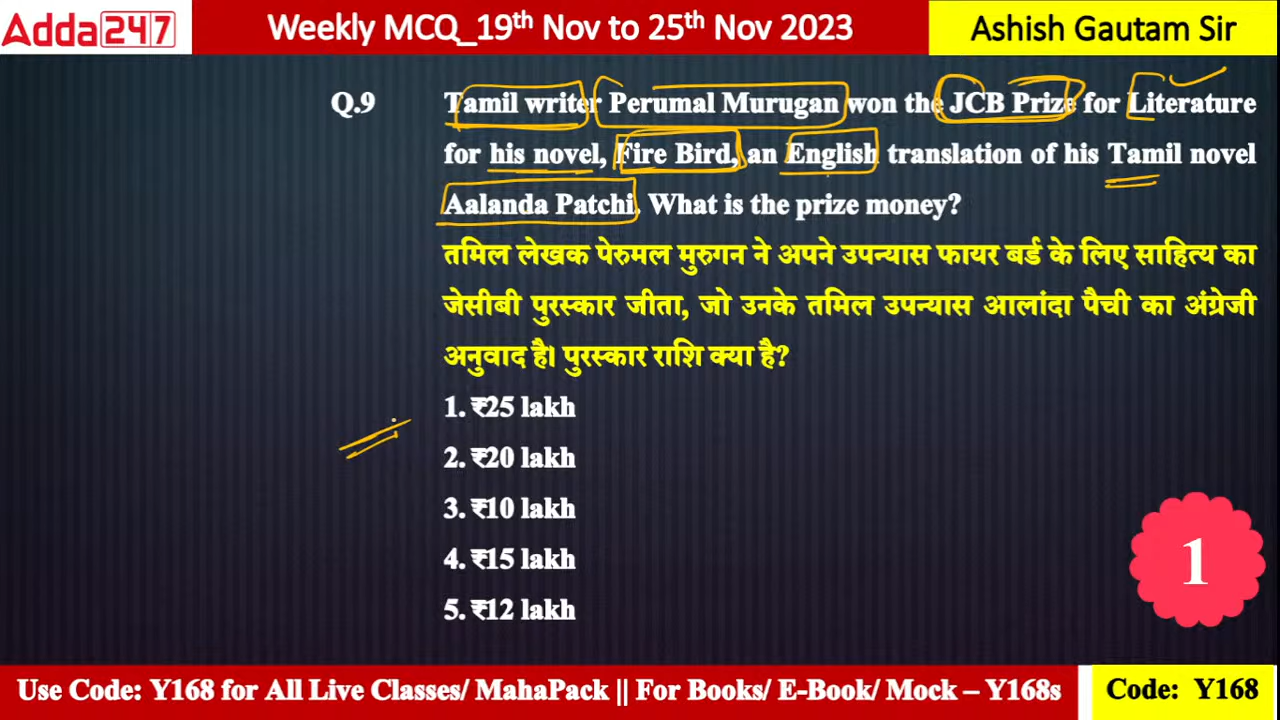 Adda247
Weekly MCQ_19th Nov to 25th Nov 2023
Ashish Gautam Sir
Q.9 Tamil writer Perumal Murugan won the JCB Prize for Literature
for his novel, Fire Bird, an English translation of his Tamil novel
Aalanda Patchi. What is the prize money?
तमिल लेखक पेरुमल मुरुगन ने अपने उपन्यास फायर बर्ड के लिए साहित्य का
जेसीबी पुरस्कार जीता, जो उनके तमिल उपन्यास आलांदा पैची का अंग्रेजी
अनुवाद है। पुरस्कार राशि क्या है?
1. ₹25 lakh
2. ₹20 lakh
3. ₹10 lakh
4. ₹15 lakh
5. ₹12 lakh
1
Use Code: Y168 for All Live Classes/ MahaPack || For Books/ E-Book/ Mock – Y168s
Code: Y168